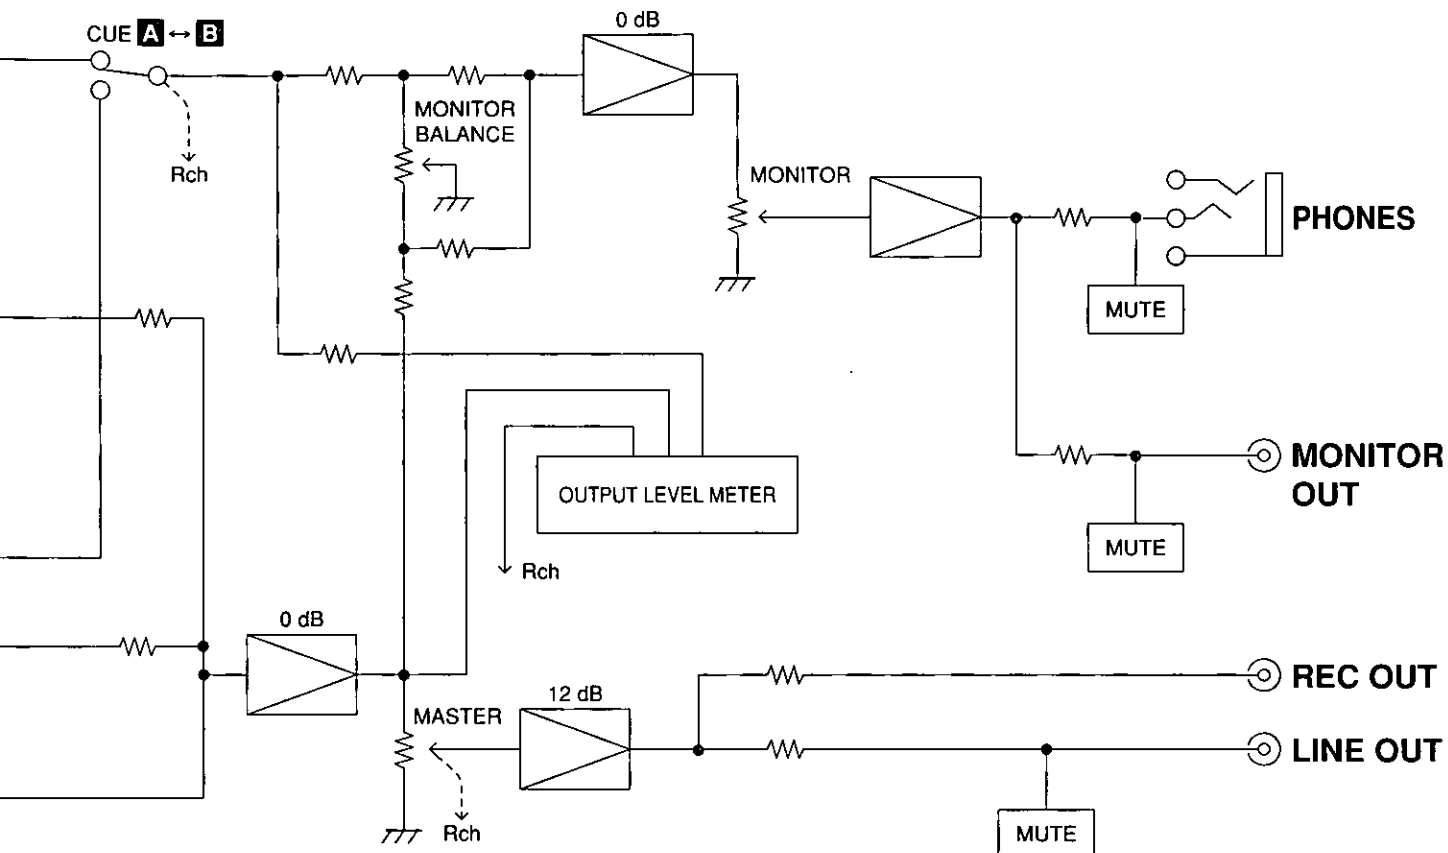 0 dB
CUE A ↔ B
MONITOR
BALANCE
Rch
MONITOR
PHONES
MUTE
MONITOR
OUT
OUTPUT LEVEL METER
MUTE
Rch
0 dB
REC OUT
12 dB
MASTER
LINE OUT
Rch
MUTE